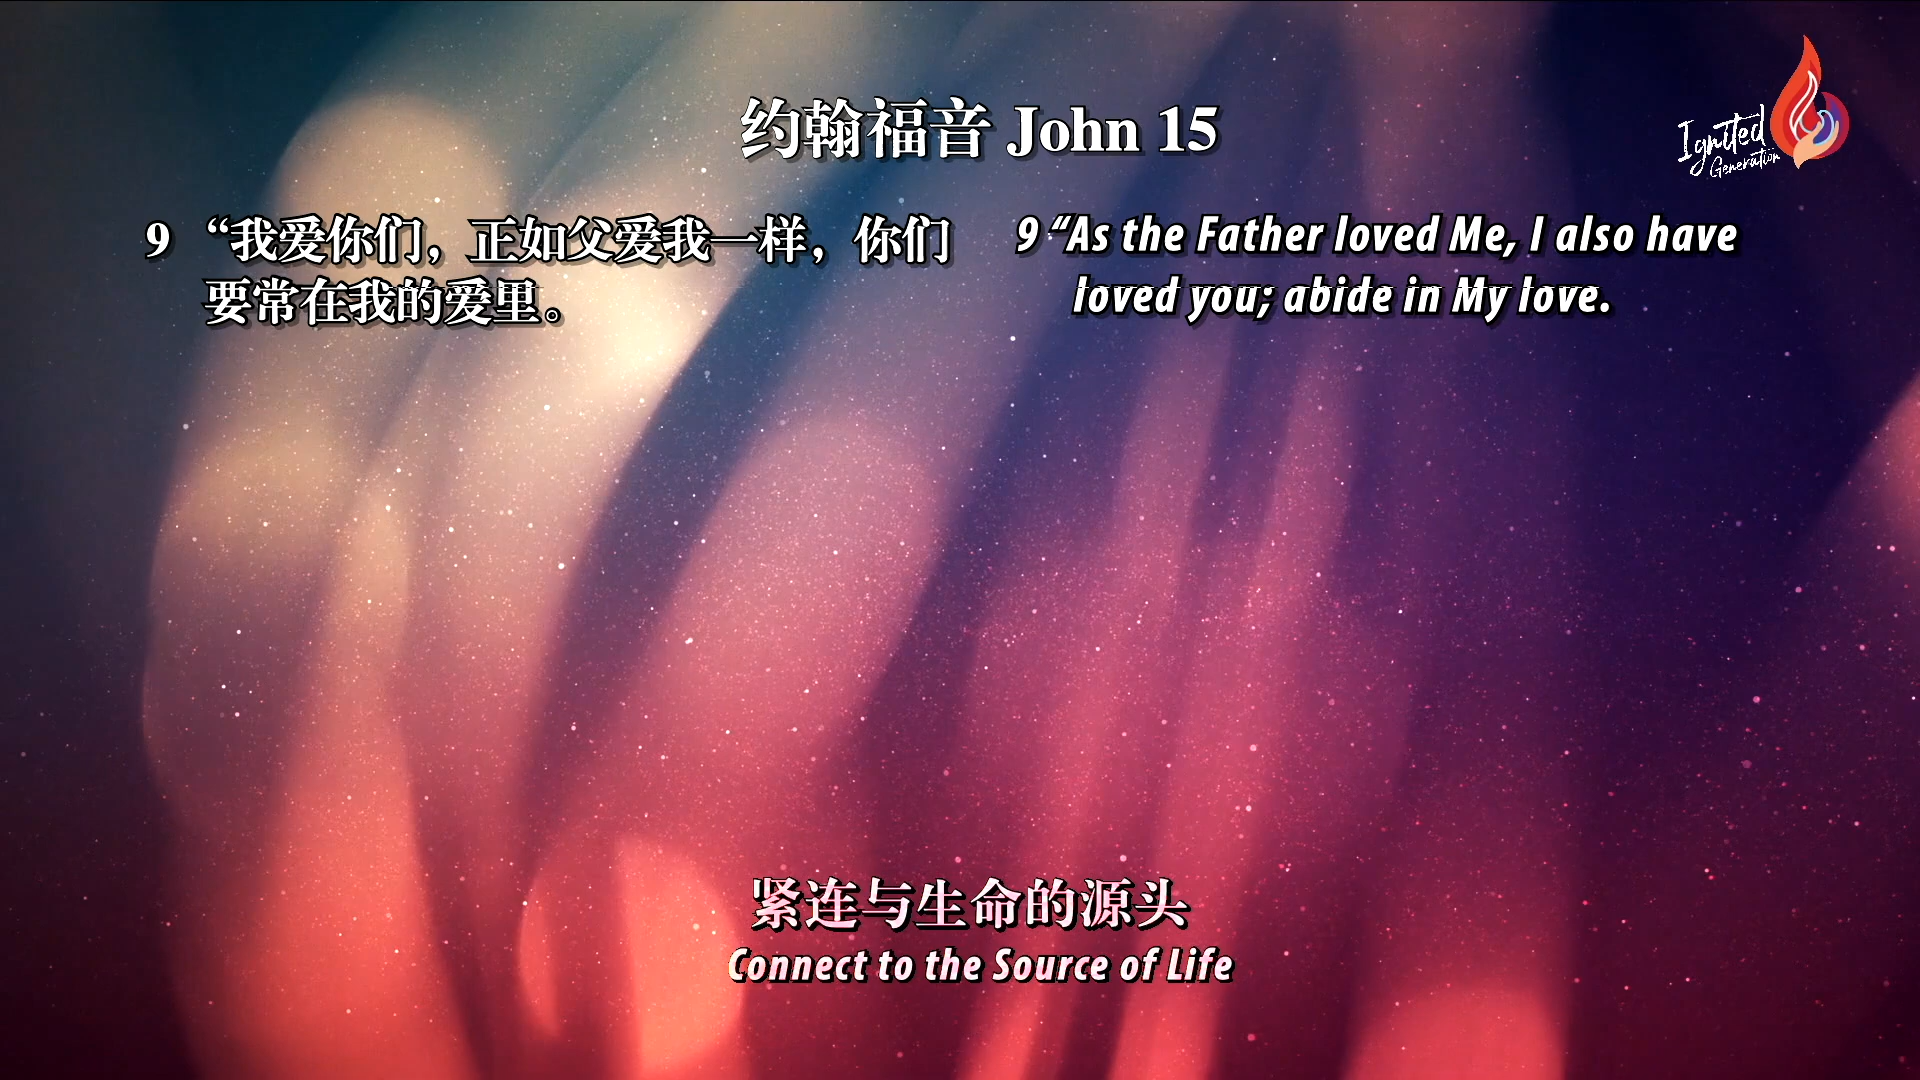 约翰福音 John 15
Ignited
Generation
9 “我爱你们，正如父爱我一样，你们
要常在我的爱里。
9 “As the Father loved Me, I also have
loved you; abide in My love.
紧连与生命的源头
Connect to the Source of Life